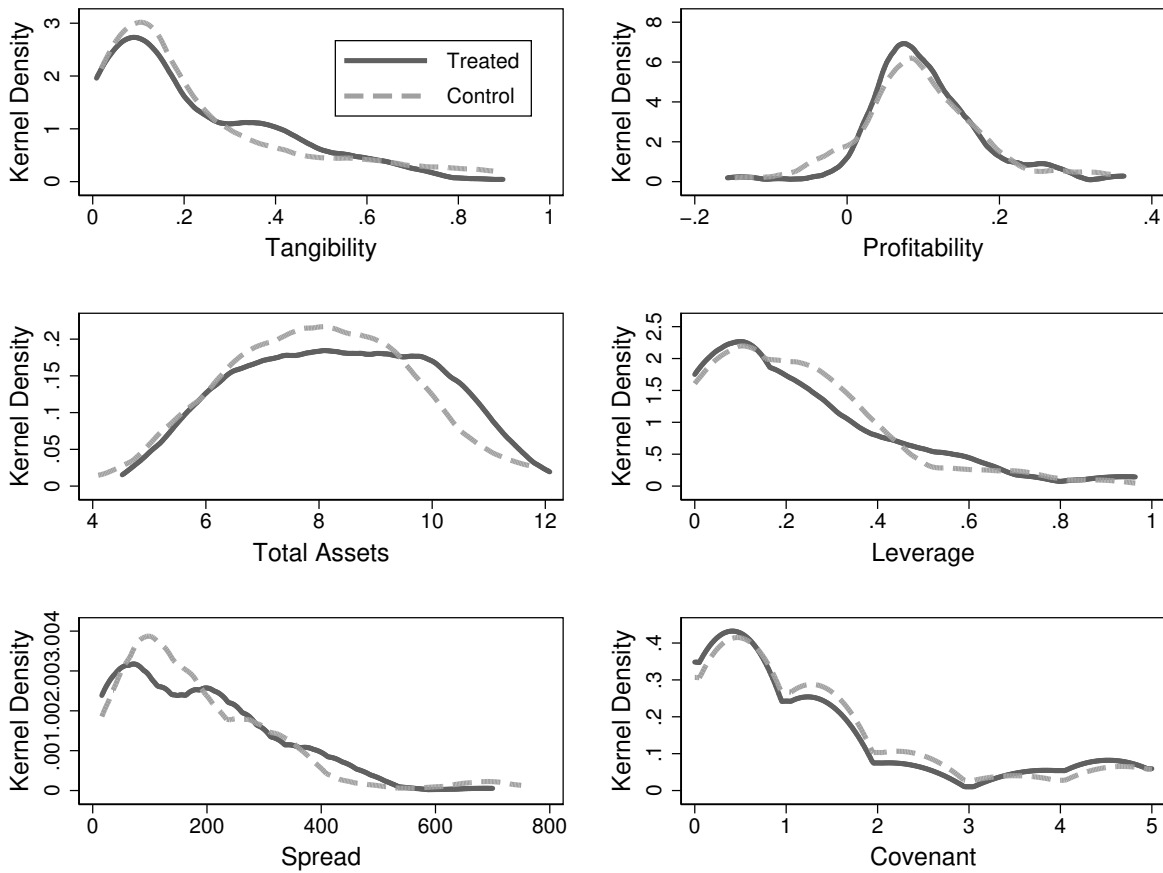 Kernel Density
0 1 2 3
Treated
Control
0 .2 .4 .6 .8 1
Tangibility
Kernel Density
0 2 4 6 8
−.2 0 .2 .4
Profitability
Kernel Density
0 .05 .1 .15 .2
4 6 8 10 12
Total Assets
Kernel Density
0 .5 1 1.5 2 2.5
0 .2 .4 .6 .8 1
Leverage
Kernel Density
0 .001.002.003.004
0 200 400 600 800
Spread
Kernel Density
0 .1 .2 .3 .4
0 1 2 3 4 5
Covenant